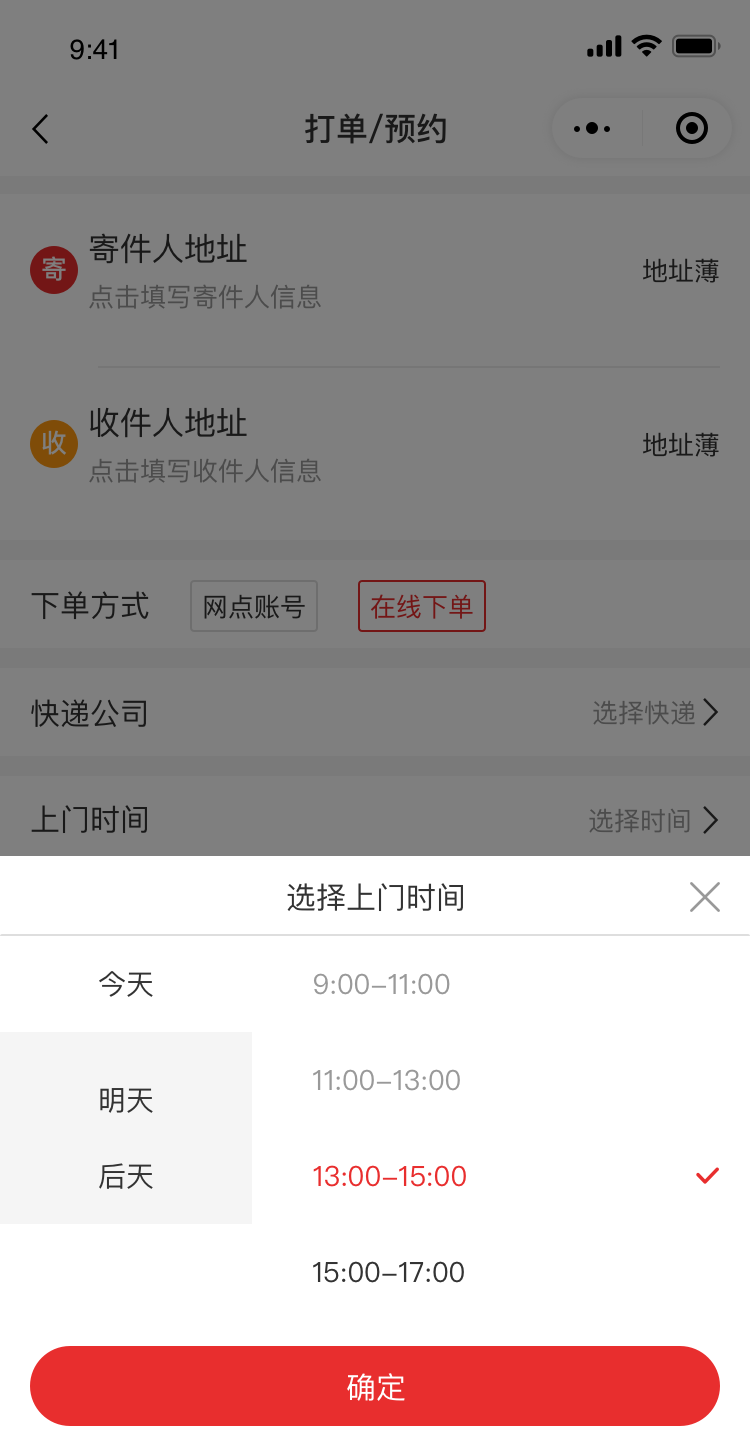 9:41
打单/预约
寄
寄件人地址
点击填写寄件人信息
地址薄
收
收件人地址
点击填写收件人信息
地址薄
下单方式 网点账号 在线下单
快递公司 选择快递
上门时间 选择时间
选择上门时间
今天 9:00–11:00
11:00–13:00
明天
后天 13:00–15:00
15:00–17:00
确定